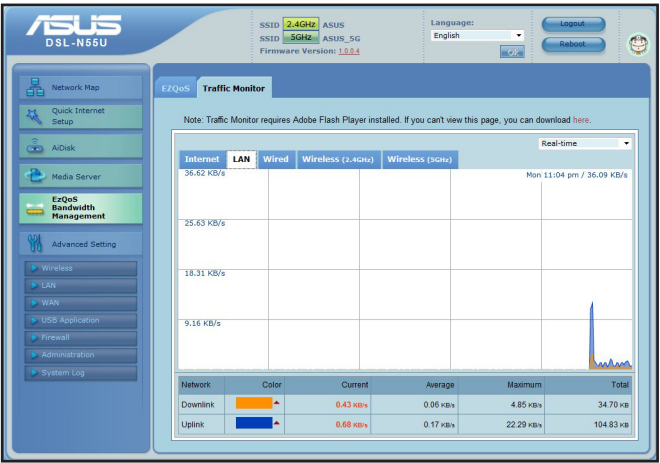 ASUS
DSL-N55U
SSID 2.4GHz ASUS
SSID 5GHz ASUS_5G
Firmware Version: 1.0.0.4
Language:
English
OK
Logout
Reboot
Network Map
Quick Internet
Setup
AiDisk
Media Server
EzQoS
Bandwidth
Management
Advanced Setting
Wireless
LAN
WAN
USB Application
Firewall
Administration
System Log
EZQoS Traffic Monitor
Note: Traffic Monitor requires Adobe Flash Player installed. If you can't view this page, you can download here.
Real-time
Internet LAN Wired Wireless (2.4GHz) Wireless (5GHz)
36.62 KB/s
Mon 11:04 pm / 36.09 KB/s
25.63 KB/s
18.31 KB/s
9.16 KB/s
Network Color Current Average Maximum Total
Downlink 0.43 KB/s 0.06 KB/s 4.85 KB/s 34.70 KB
Uplink 0.68 KB/s 0.17 KB/s 22.29 KB/s 104.83 KB